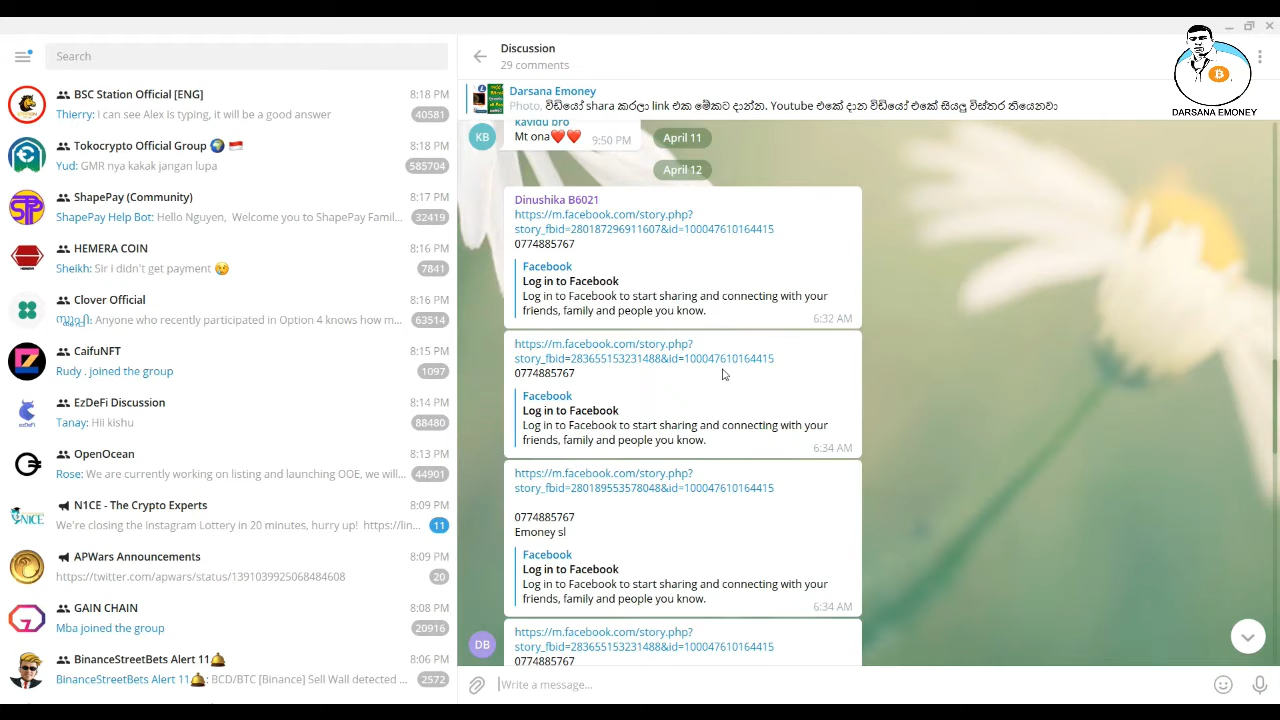 Search
BSC Station Official [ENG]
8:18 PM
Thierry: I can see Alex is typing, it will be a good answer
40581
Tokocrypto Official Group
8:18 PM
Yud: GMR nya kakak jangan lupa
585704
ShapePay (Community)
8:17 PM
ShapePay Help Bot: Hello Nguyen, Welcome you to ShapePay Famil...
32419
HEMERA COIN
8:16 PM
Sheikh: Sir i didn't get payment 😢
7841
Clover Official
8:16 PM
Anyone who recently participated in Option 4 knows how m...
63514
CaifuNFT
8:15 PM
Rudy . joined the group
1097
EzDeFi Discussion
8:14 PM
Tanay: Hii kishu
88480
OpenOcean
8:13 PM
Rose: We are currently working on listing and launching OOE, we will...
44901
N1CE - The Crypto Experts
8:09 PM
We're closing the Instagram Lottery in 20 minutes, hurry up! https://lin...
11
APWars Announcements
8:09 PM
https://twitter.com/apwars/status/1391039925068484608
20
GAIN CHAIN
8:08 PM
Mba joined the group
20916
BinanceStreetBets Alert 11🔔
8:06 PM
BinanceStreetBets Alert 11🔔: BCD/BTC [Binance] Sell Wall detected ...
2572
Discussion
29 comments
Darsana Emoney
Photo, වීඩියෝ shara කරලා link එක මේකට දාන්න. Youtube එකේ දාන වීඩියෝ එකේ සියලු විස්තර තියෙනවා
DARSANA EMONEY
kavidu bro
KB
Mt ona❤️❤️
9:50 PM
April 11
April 12
Dinushika B6021
https://m.facebook.com/story.php?
story_fbid=280187296911607&id=100047610164415
0774885767
Facebook
Log in to Facebook
Log in to Facebook to start sharing and connecting with your
friends, family and people you know.
6:32 AM
https://m.facebook.com/story.php?
story_fbid=283655153231488&id=100047610164415
0774885767
Facebook
Log in to Facebook
Log in to Facebook to start sharing and connecting with your
friends, family and people you know.
6:34 AM
https://m.facebook.com/story.php?
story_fbid=280189553578048&id=100047610164415
0774885767
Emoney sl
Facebook
Log in to Facebook
Log in to Facebook to start sharing and connecting with your
friends, family and people you know.
6:34 AM
DB
https://m.facebook.com/story.php?
story_fbid=283655153231488&id=100047610164415
0774885767
Write a message...